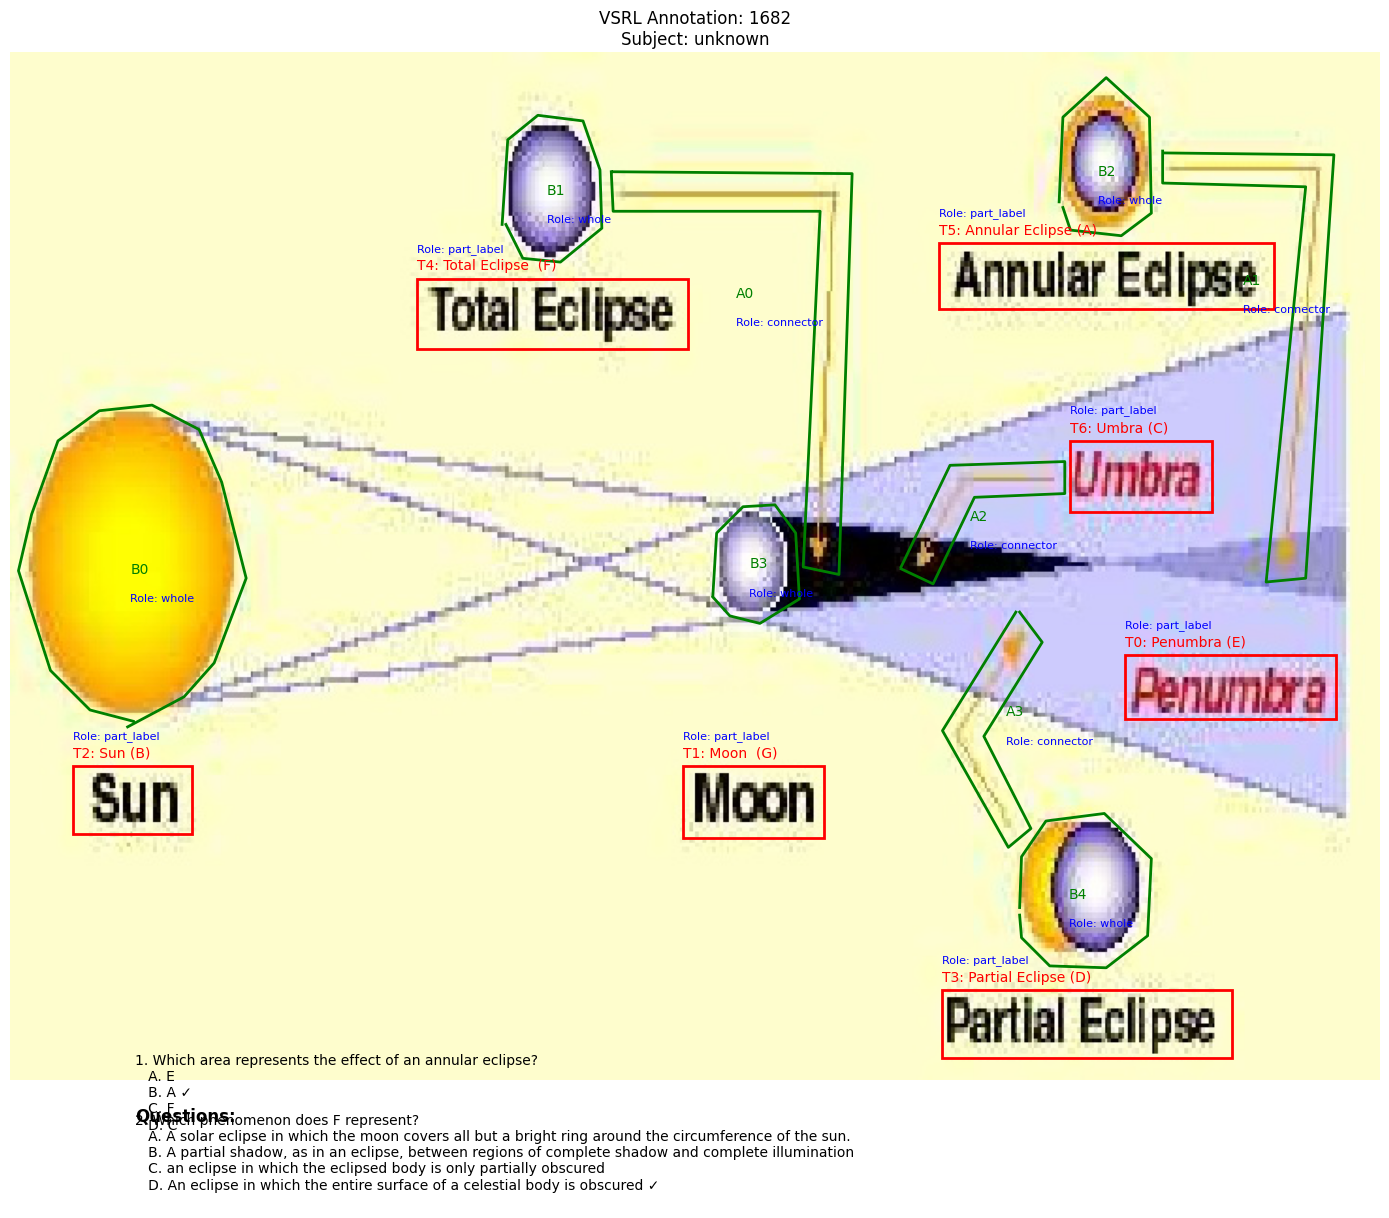 VSRL Annotation: 1682
Subject: unknown
B1
Role: whole
B2
Role: whole
Role: part_label
T5: Annular Eclipse (A)
Annular Eclipse
Role: part_label
T4: Total Eclipse  (F)
Total Eclipse
A0
Role: connector
A1
Role: connector
Role: part_label
T6: Umbra (C)
Umbra
A2
Role: connector
B3
Role: whole
B0
Role: whole
Role: part_label
T0: Penumbra (E)
Penumbra
A3
Role: connector
Role: part_label
T2: Sun (B)
Sun
Role: part_label
T1: Moon  (G)
Moon
B4
Role: whole
Role: part_label
T3: Partial Eclipse (D)
Partial Eclipse
1. Which area represents the effect of an annular eclipse?
A. E
B. A ✓
C. F
D. C
Questions:
2. Which phenomenon does F represent?
A. A solar eclipse in which the moon covers all but a bright ring around the circumference of the sun.
B. A partial shadow, as in an eclipse, between regions of complete shadow and complete illumination
C. an eclipse in which the eclipsed body is only partially obscured
D. An eclipse in which the entire surface of a celestial body is obscured ✓